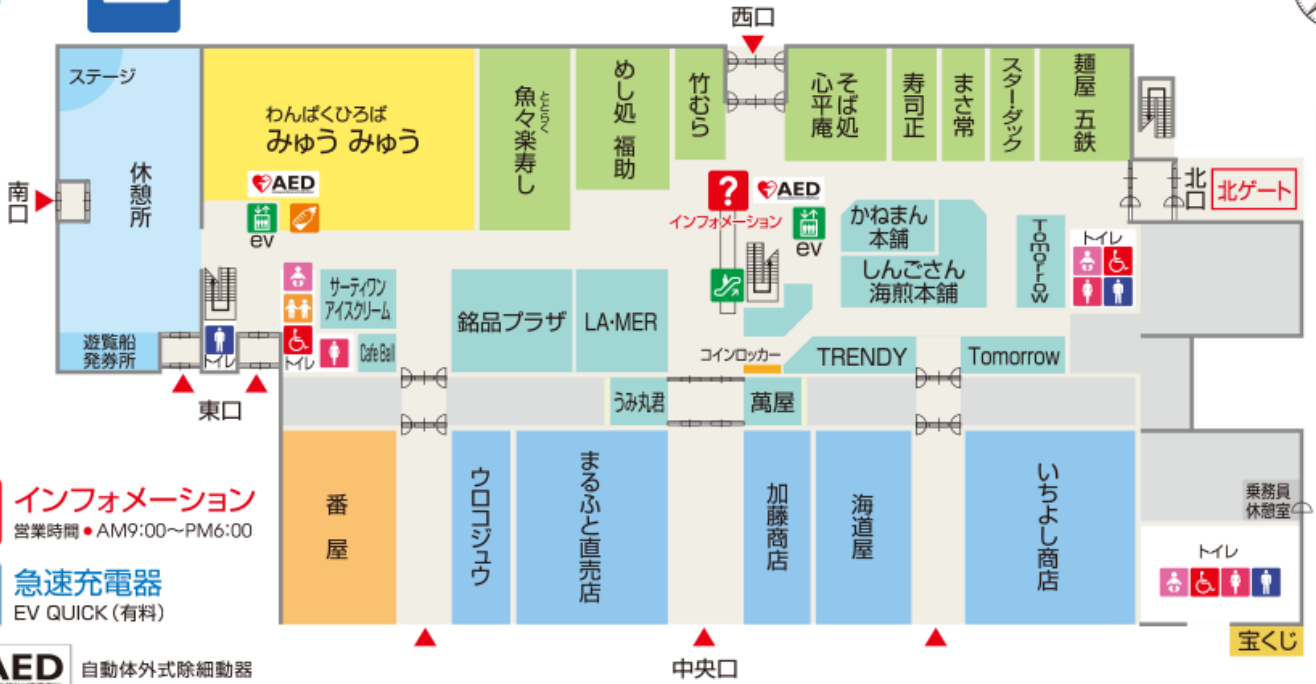 西口
ステージ
休憩所
わんぱくひろば
みゅう みゅう
魚々楽寿し
ととらく
めし処 福助
竹むら
そば処
心平庵
寿司正
まさ常
スター・ダック
麺屋 五鉄
南口
AED
ev
インフォメーション
AED
ev
かねまん
本舗
しんごさん
海煎本舗
Tomorrow
トイレ
北口
北ゲート
遊覧船
発券所
トイレ
トイレ
サーティワン
アイスクリーム
Cafe Ball
銘品プラザ
LA・MER
コインロッカー
TRENDY
Tomorrow
東口
うみ丸君
萬屋
番屋
ウロコジュウ
まるふと直売店
加藤商店
海道屋
いちよし商店
乗務員
休憩室
トイレ
宝くじ
中央口
インフォメーション
営業時間●AM9:00〜PM6:00
急速充電器
EV QUICK(有料)
AED 自動体外式除細動器